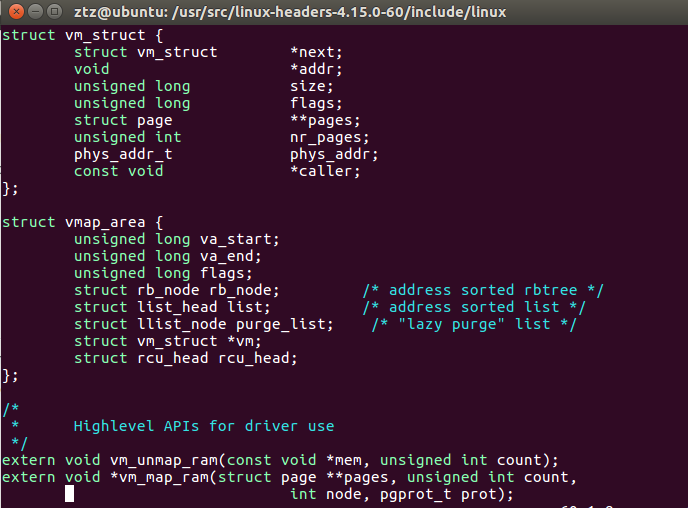 ztz@ubuntu: /usr/src/linux-headers-4.15.0-60/include/linux
struct vm_struct {
        struct vm_struct        *next;
        void                    *addr;
        unsigned long           size;
        unsigned long           flags;
        struct page             **pages;
        unsigned int            nr_pages;
        phys_addr_t             phys_addr;
        const void              *caller;
};

struct vmap_area {
        unsigned long va_start;
        unsigned long va_end;
        unsigned long flags;
        struct rb_node rb_node;         /* address sorted rbtree */
        struct list_head list;          /* address sorted list */
        struct llist_node purge_list;    /* "lazy purge" list */
        struct vm_struct *vm;
        struct rcu_head rcu_head;
};

/*
 *      Highlevel APIs for driver use
 */
extern void vm_unmap_ram(const void *mem, unsigned int count);
extern void *vm_map_ram(struct page **pages, unsigned int count,
                                int node, pgprot_t prot);